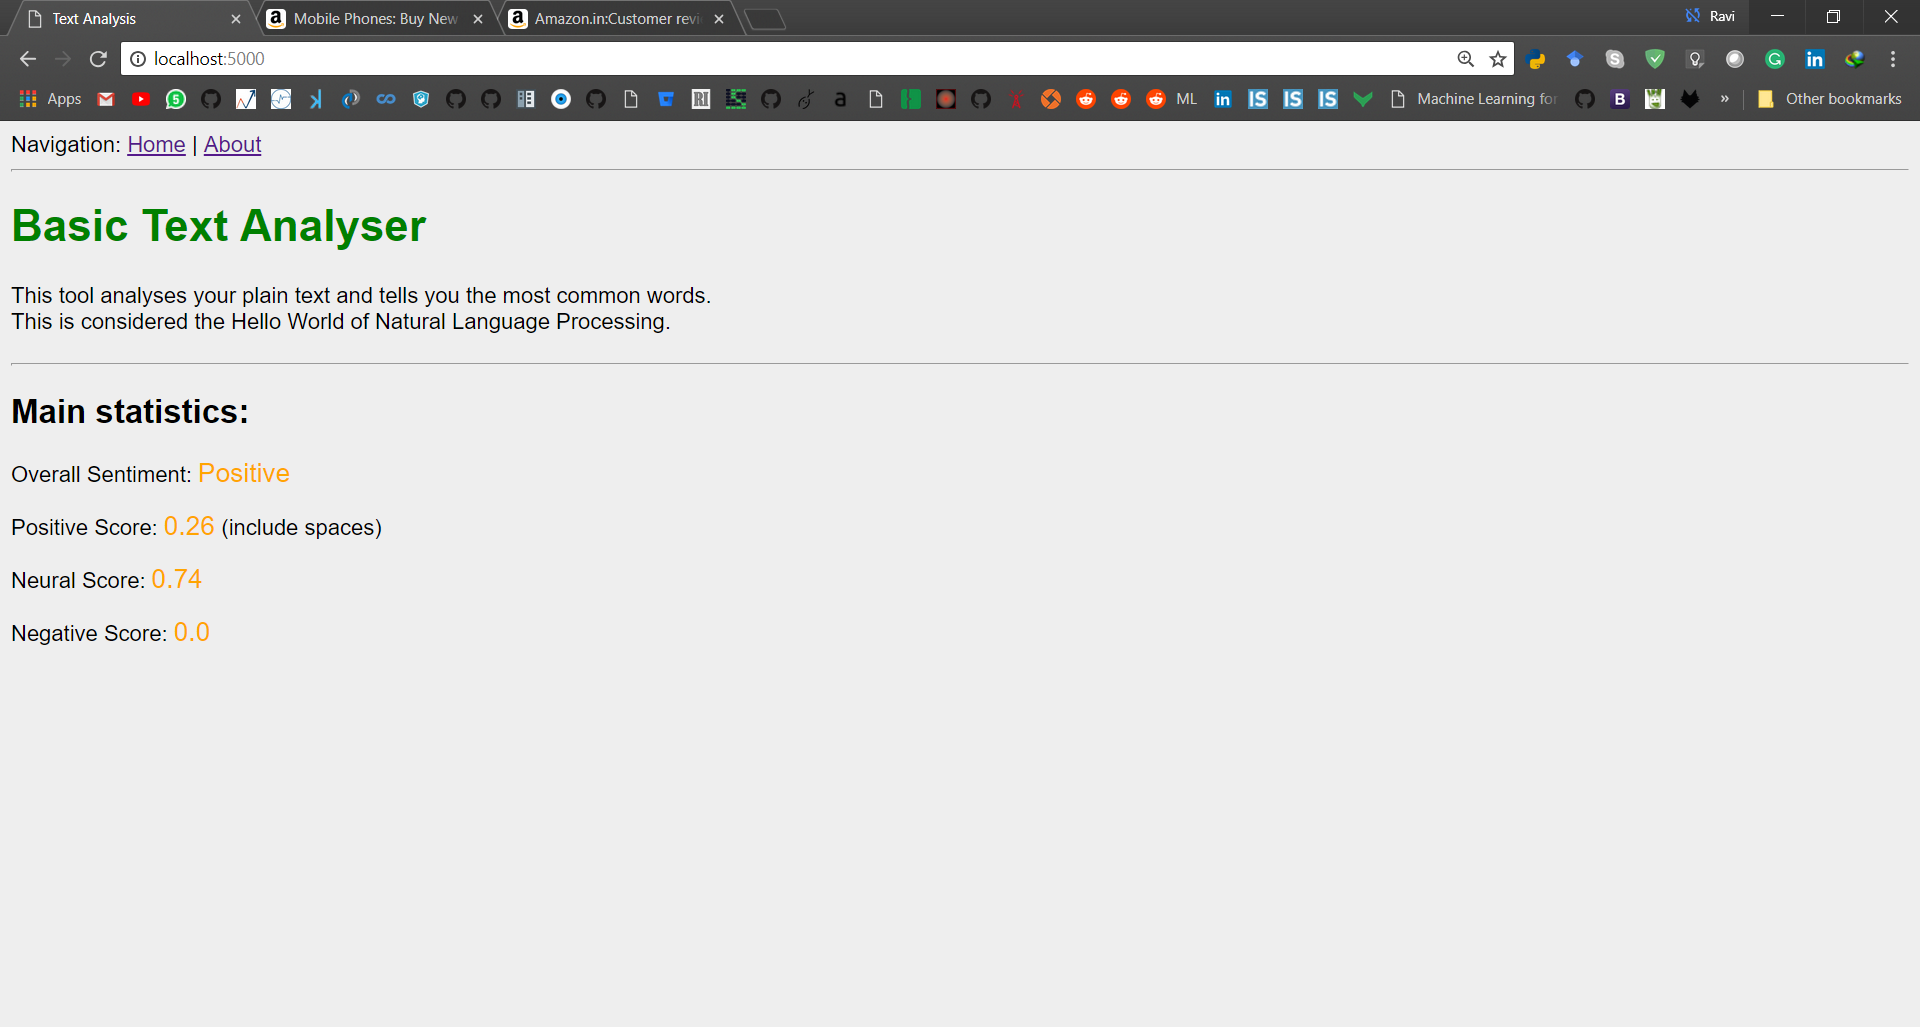 Text Analysis
Mobile Phones: Buy New
Amazon.in:Customer revi
Ravi
localhost:5000
Apps
ML
Machine Learning for
Other bookmarks
Navigation: Home | About
Basic Text Analyser
This tool analyses your plain text and tells you the most common words.
This is considered the Hello World of Natural Language Processing.
Main statistics:
Overall Sentiment: Positive
Positive Score: 0.26 (include spaces)
Neural Score: 0.74
Negative Score: 0.0